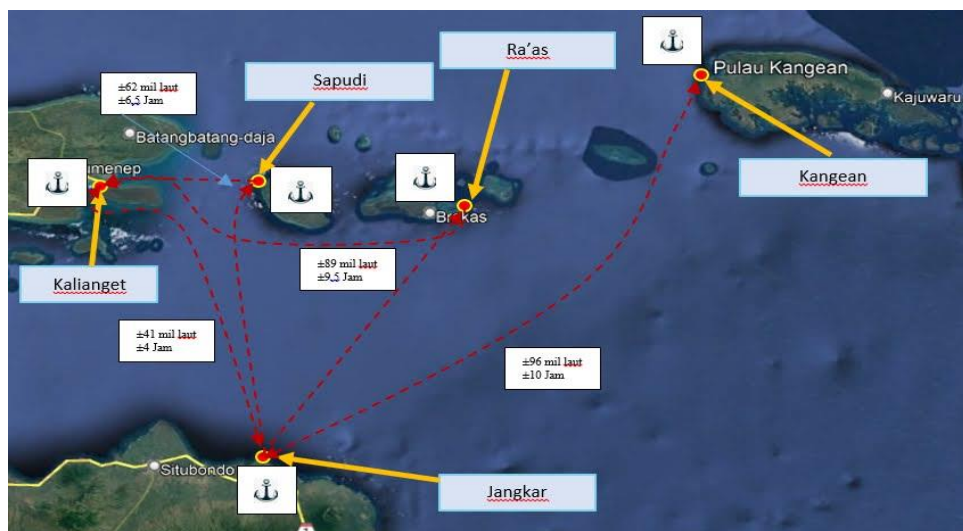 Ra'as
Sapudi
Pulau Kangean
Kajuwaru
±62 mil laut
±6,5 Jam
Batangbatang-daja
umenep
Kangean
Kalianget
±89 mil laut
±9,5 Jam
±41 mil laut
±4 Jam
±96 mil laut
±10 Jam
Situbondo
Jangkar